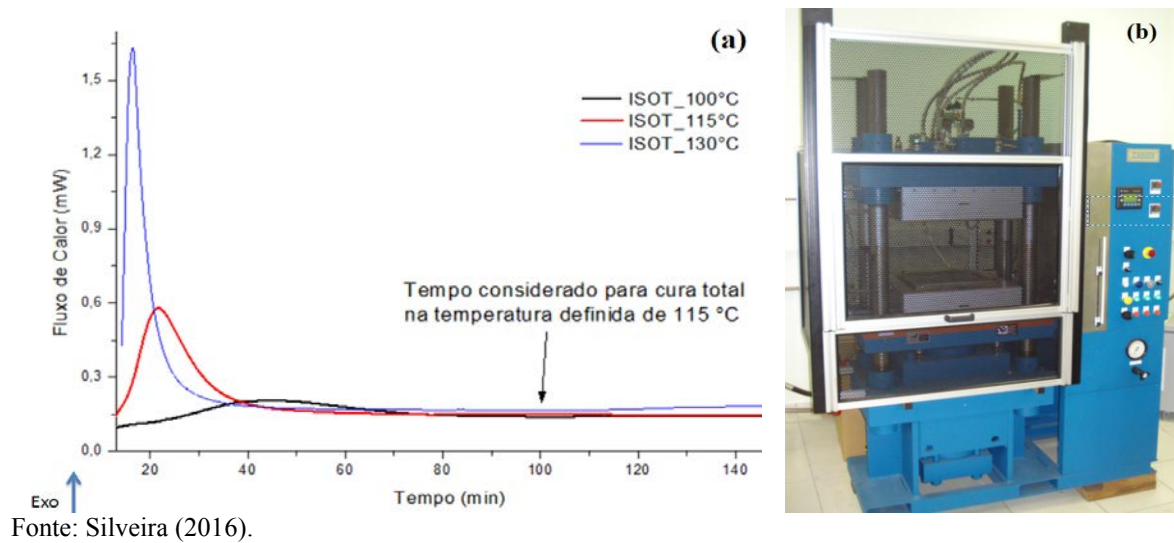 (a)
ISOT_100°C
ISOT_115°C
ISOT_130°C
Fluxo de Calor (mW)
1,5
1,2
0,9
0,6
0,3
0,0
Tempo considerado para cura total
na temperatura definida de 115 ºC
20 40 60 80 100 120 140
Tempo (min)
Exo
(b)
Fonte: Silveira (2016).